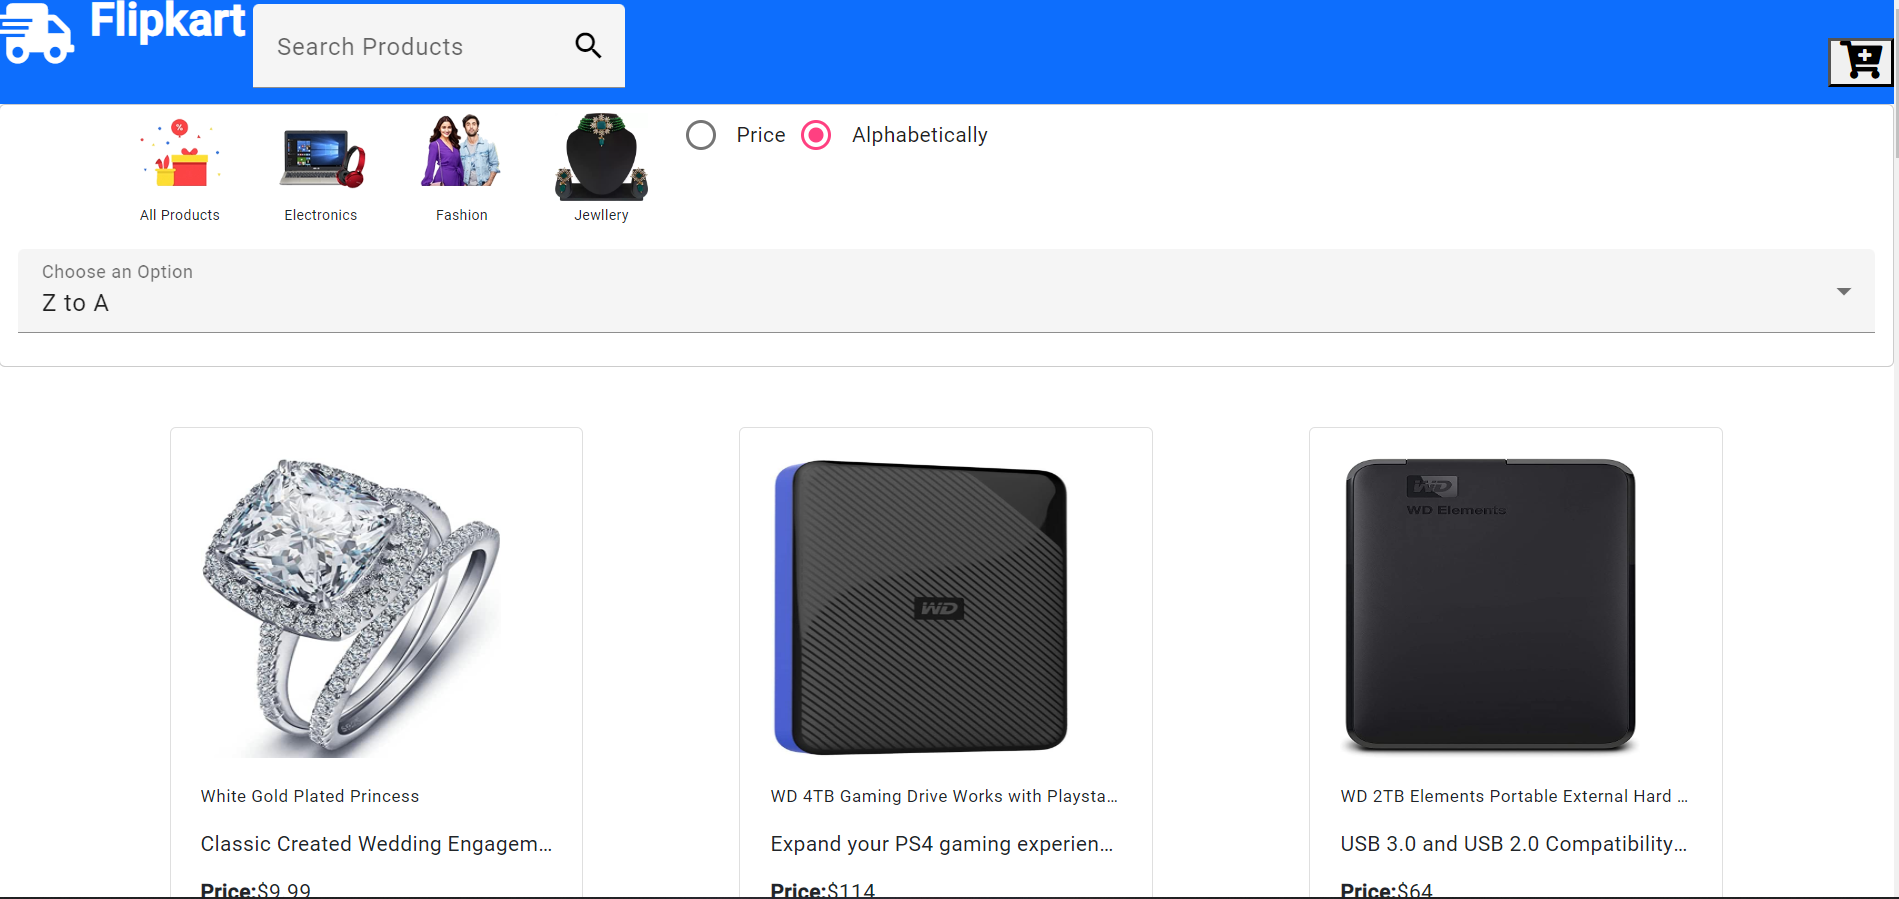 Flipkart
Search Products
%
Price
Alphabetically
All Products
Electronics
Fashion
Jewllery
Choose an Option
Z to A
WD
WD
WD Elements
White Gold Plated Princess
WD 4TB Gaming Drive Works with Playsta...
WD 2TB Elements Portable External Hard ...
Classic Created Wedding Engagem...
Expand your PS4 gaming experien...
USB 3.0 and USB 2.0 Compatibility...
Price:$9.99
Price:$114
Price:$64